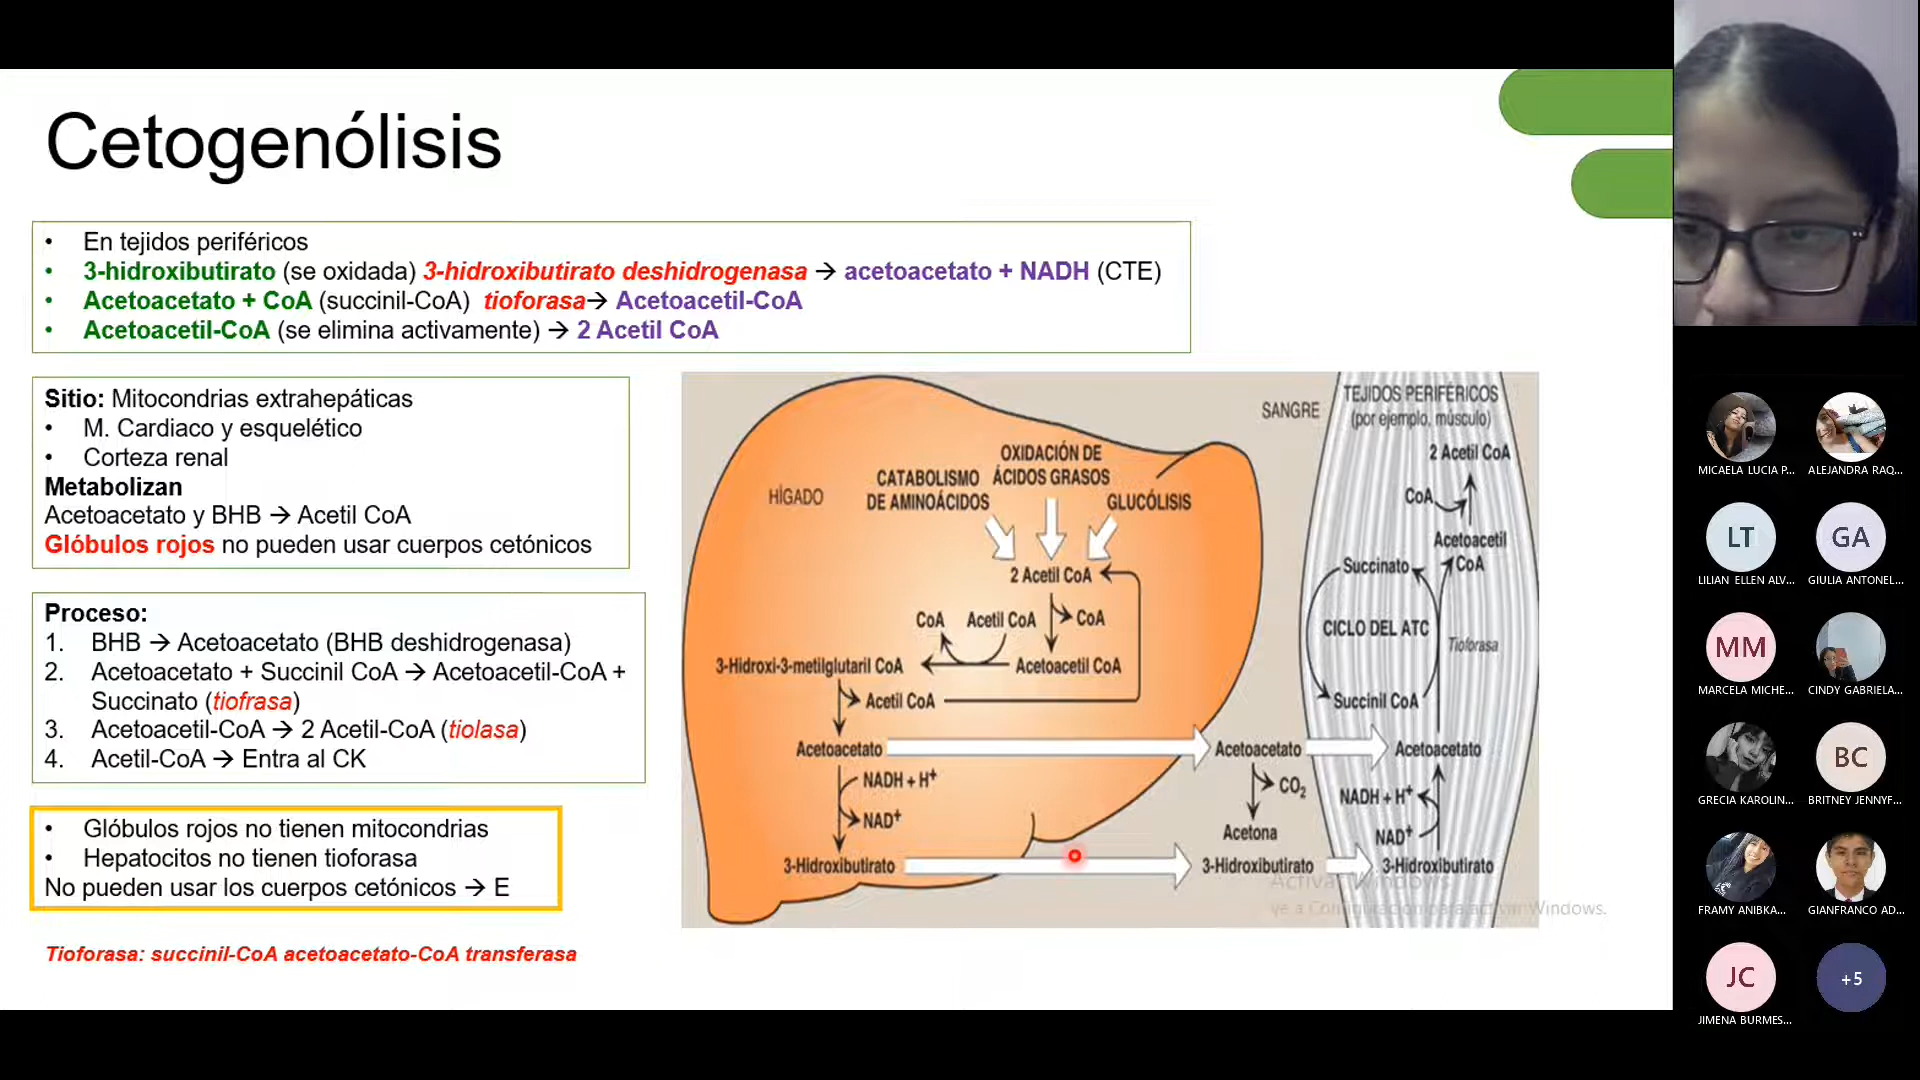 Cetogenólisis
• En tejidos periféricos
• 3-hidroxibutirato (se oxidada) 3-hidroxibutirato deshidrogenasa → acetoacetato + NADH (CTE)
• Acetoacetato + CoA (succinil-CoA) tioforasa→ Acetoacetil-CoA
• Acetoacetil-CoA (se elimina activamente) → 2 Acetil CoA
Sitio: Mitocondrias extrahepáticas
• M. Cardiaco y esquelético
• Corteza renal
Metabolizan
Acetoacetato y BHB → Acetil CoA
Glóbulos rojos no pueden usar cuerpos cetónicos
Proceso:
1. BHB → Acetoacetato (BHB deshidrogenasa)
2. Acetoacetato + Succinil CoA → Acetoacetil-CoA +
Succinato (tiofrasa)
3. Acetoacetil-CoA → 2 Acetil-CoA (tiolasa)
4. Acetil-CoA → Entra al CK
• Glóbulos rojos no tienen mitocondrias
• Hepatocitos no tienen tioforasa
No pueden usar los cuerpos cetónicos → E
Tioforasa: succinil-CoA acetoacetato-CoA transferasa
HÍGADO
CATABOLISMO
DE AMINOÁCIDOS
OXIDACIÓN DE
ÁCIDOS GRASOS
GLUCÓLISIS
2 Acetil CoA
CoA
Acetil CoA
CoA
3-Hidroxi-3-metilglutaril CoA
Acetoacetil CoA
Acetil CoA
Acetoacetato
NADH + H+
NAD+
3-Hidroxibutirato
SANGRE
Acetoacetato
CO2
Acetona
3-Hidroxibutirato
TEJIDOS PERIFÉRICOS
(por ejemplo, músculo)
2 Acetil CoA
CoA
Acetoacetil
CoA
Succinato
CICLO DEL ATC
Tioforasa
Succinil CoA
Acetoacetato
NADH + H+
NAD+
3-Hidroxibutirato
Activar Windows
Ve a Configuración para activar Windows.
MICAELA LUCIA P...
ALEJANDRA RAQ...
LT
LILIAN ELLEN ALV...
GA
GIULIA ANTONEL...
MM
MARCELA MICHE...
CINDY GABRIELA...
GRECIA KAROLIN...
BC
BRITNEY JENNYF...
FRAMY ANIBKA...
GIANFRANCO AD...
JC
JIMENA BURMES...
+5